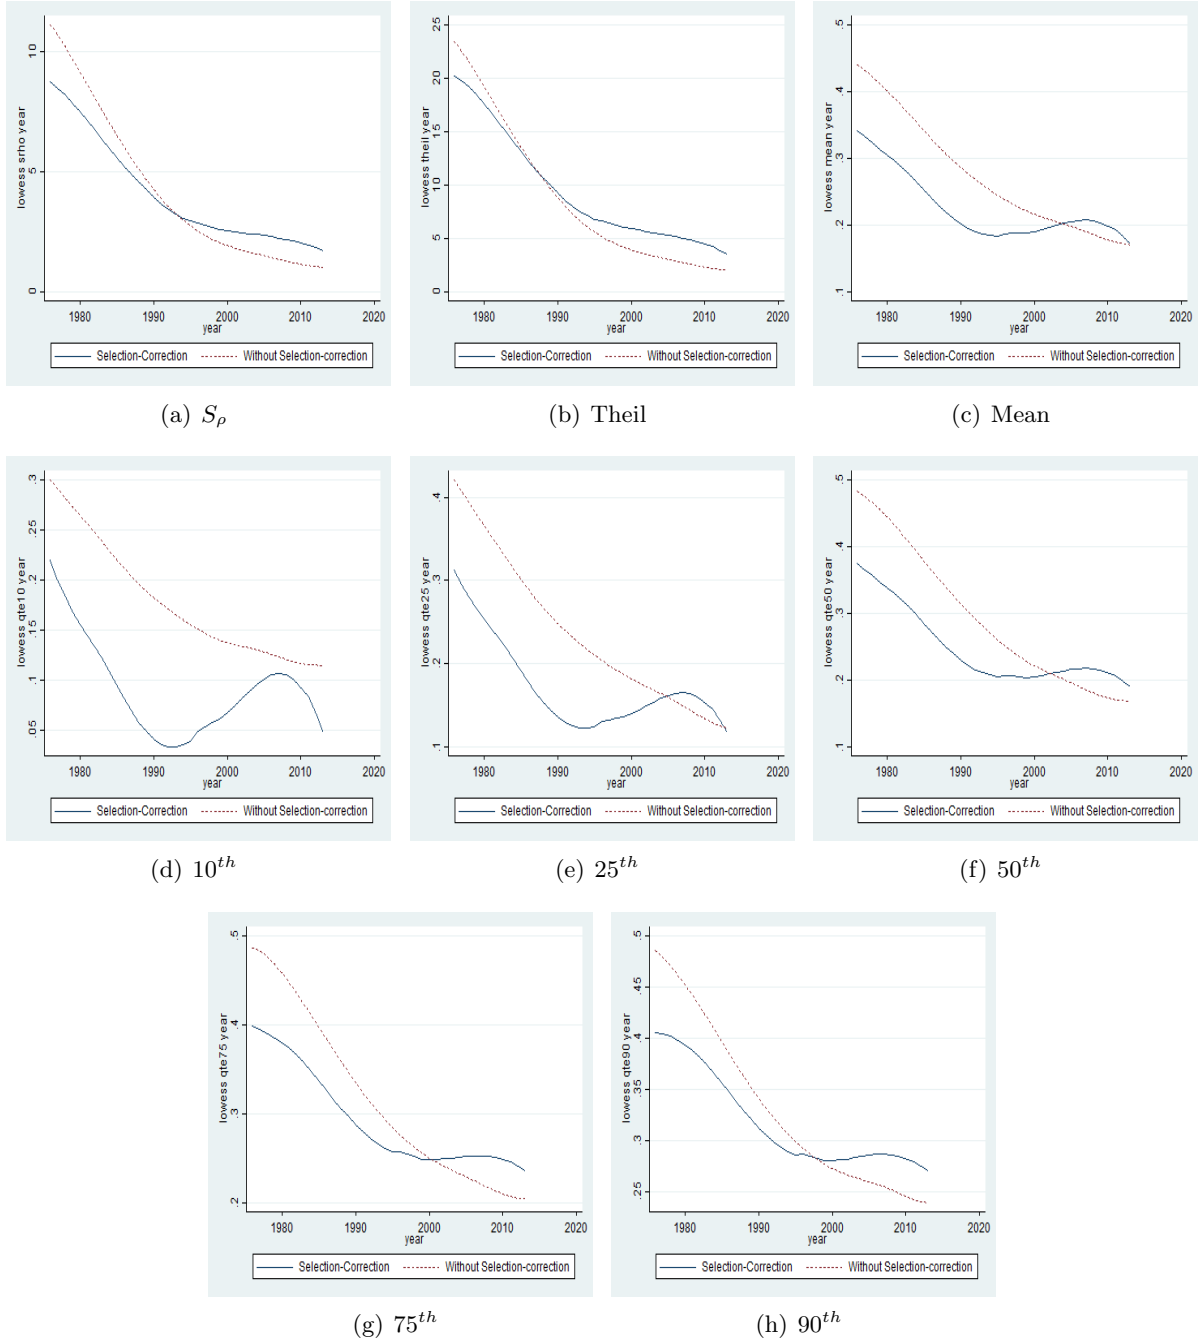 lowess srho year
0 5 10
1980 1990 2000 2010 2020
year
Selection-Correction Without Selection-correction
(a) Sρ
lowess theil year
0 5 10 15 20 25
1980 1990 2000 2010 2020
year
Selection-Correction Without Selection-correction
(b) Theil
lowess mean year
.1 .2 .3 .4 .5
1980 1990 2000 2010 2020
year
Selection-Correction Without Selection-correction
(c) Mean
lowess qte10 year
.05 .1 .15 .2 .25 .3
1980 1990 2000 2010 2020
year
Selection-Correction Without Selection-correction
(d) 10th
lowess qte25 year
.1 .2 .3 .4
1980 1990 2000 2010 2020
year
Selection-Correction Without Selection-correction
(e) 25th
lowess qte50 year
.1 .2 .3 .4 .5
1980 1990 2000 2010 2020
year
Selection-Correction Without Selection-correction
(f) 50th
lowess qte75 year
.2 .3 .4 .5
1980 1990 2000 2010 2020
year
Selection-Correction Without Selection-correction
(g) 75th
lowess qte90 year
.25 .3 .35 .4 .45 .5
1980 1990 2000 2010 2020
year
Selection-Correction Without Selection-correction
(h) 90th